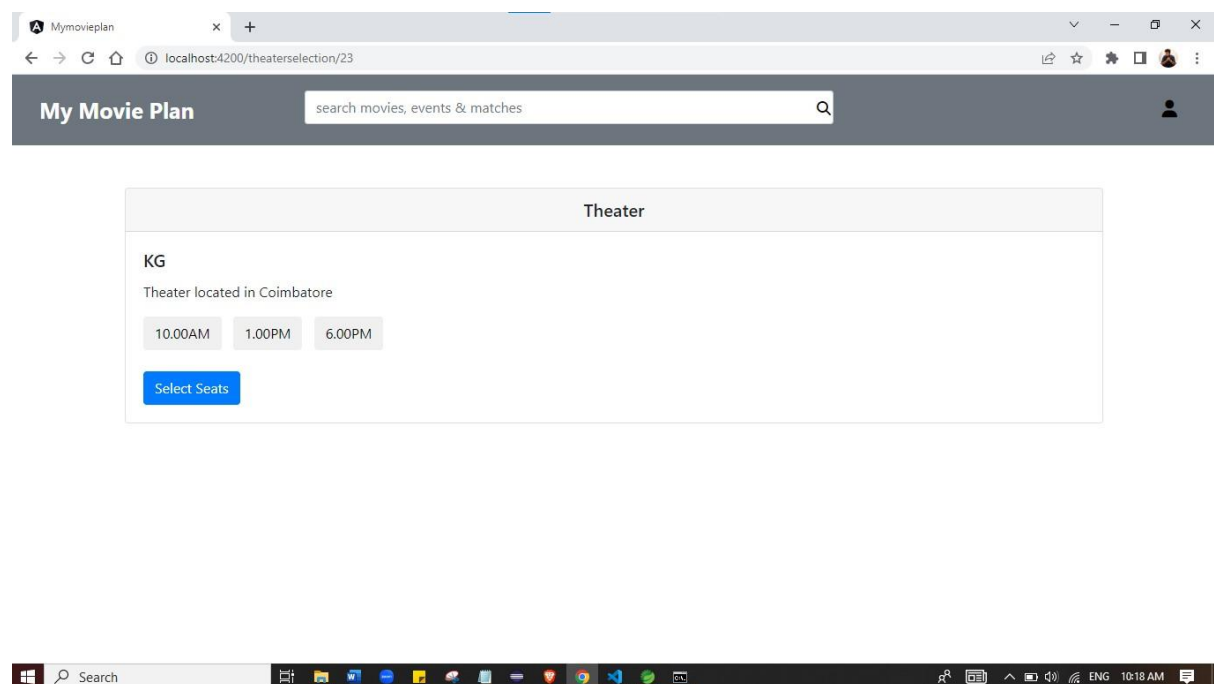 Mymovieplan
localhost:4200/theaterselection/23
My Movie Plan
search movies, events & matches
Theater
KG
Theater located in Coimbatore
10.00AM 1.00PM 6.00PM
Select Seats
Search
ENG 10:18 AM